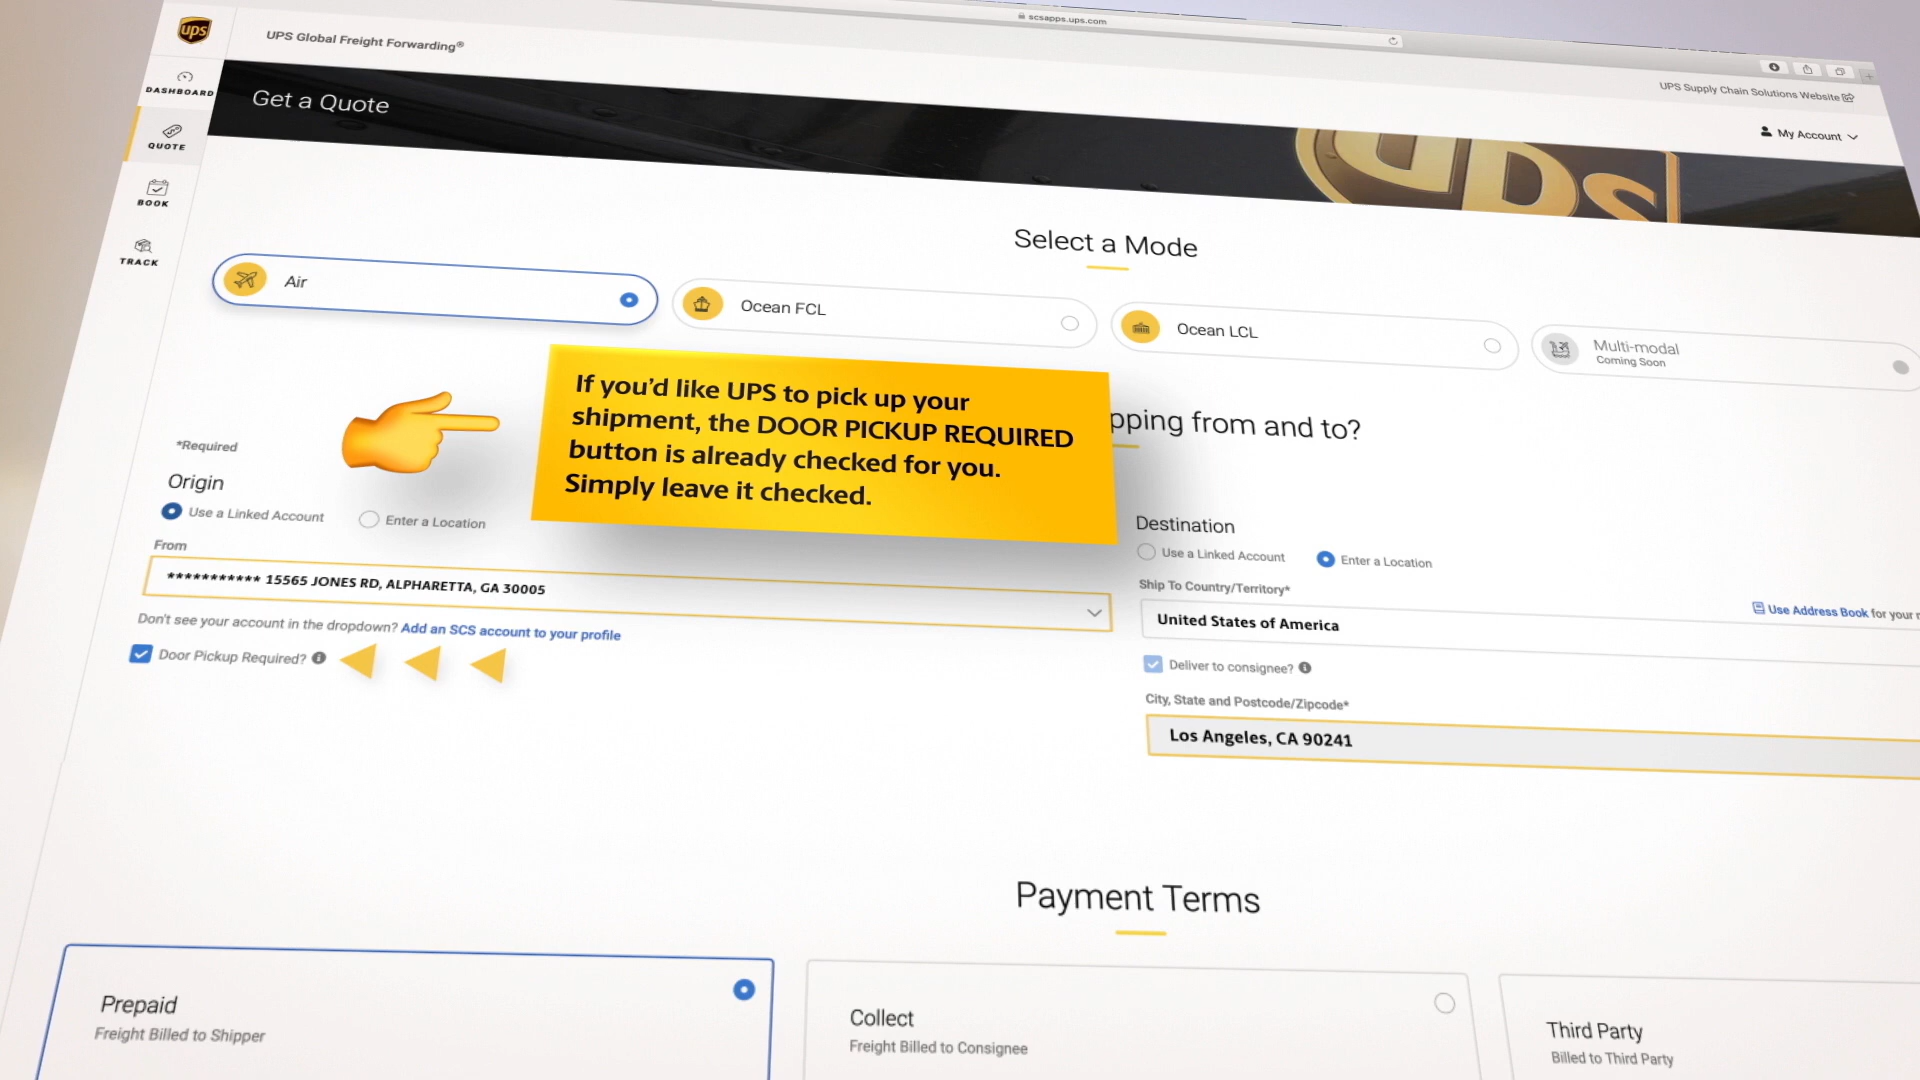 scsapps.ups.com
ups
UPS Global Freight Forwarding®
UPS Supply Chain Solutions Website
My Account
DASHBOARD
QUOTE
BOOK
TRACK
Get a Quote
ups
Select a Mode
Air
Ocean FCL
Ocean LCL
Multi-modal
Coming Soon
If you’d like UPS to pick up your
shipment, the DOOR PICKUP REQUIRED
button is already checked for you.
Simply leave it checked.
pping from and to?
*Required
Origin
Use a Linked Account
Enter a Location
From
*********** 15565 JONES RD, ALPHARETTA, GA 30005
Don't see your account in the dropdown? Add an SCS account to your profile
Door Pickup Required?
Destination
Use a Linked Account
Enter a Location
Ship To Country/Territory*
Use Address Book for your
United States of America
Deliver to consignee?
City, State and Postcode/Zipcode*
Los Angeles, CA 90241
Payment Terms
Prepaid
Freight Billed to Shipper
Collect
Freight Billed to Consignee
Third Party
Billed to Third Party